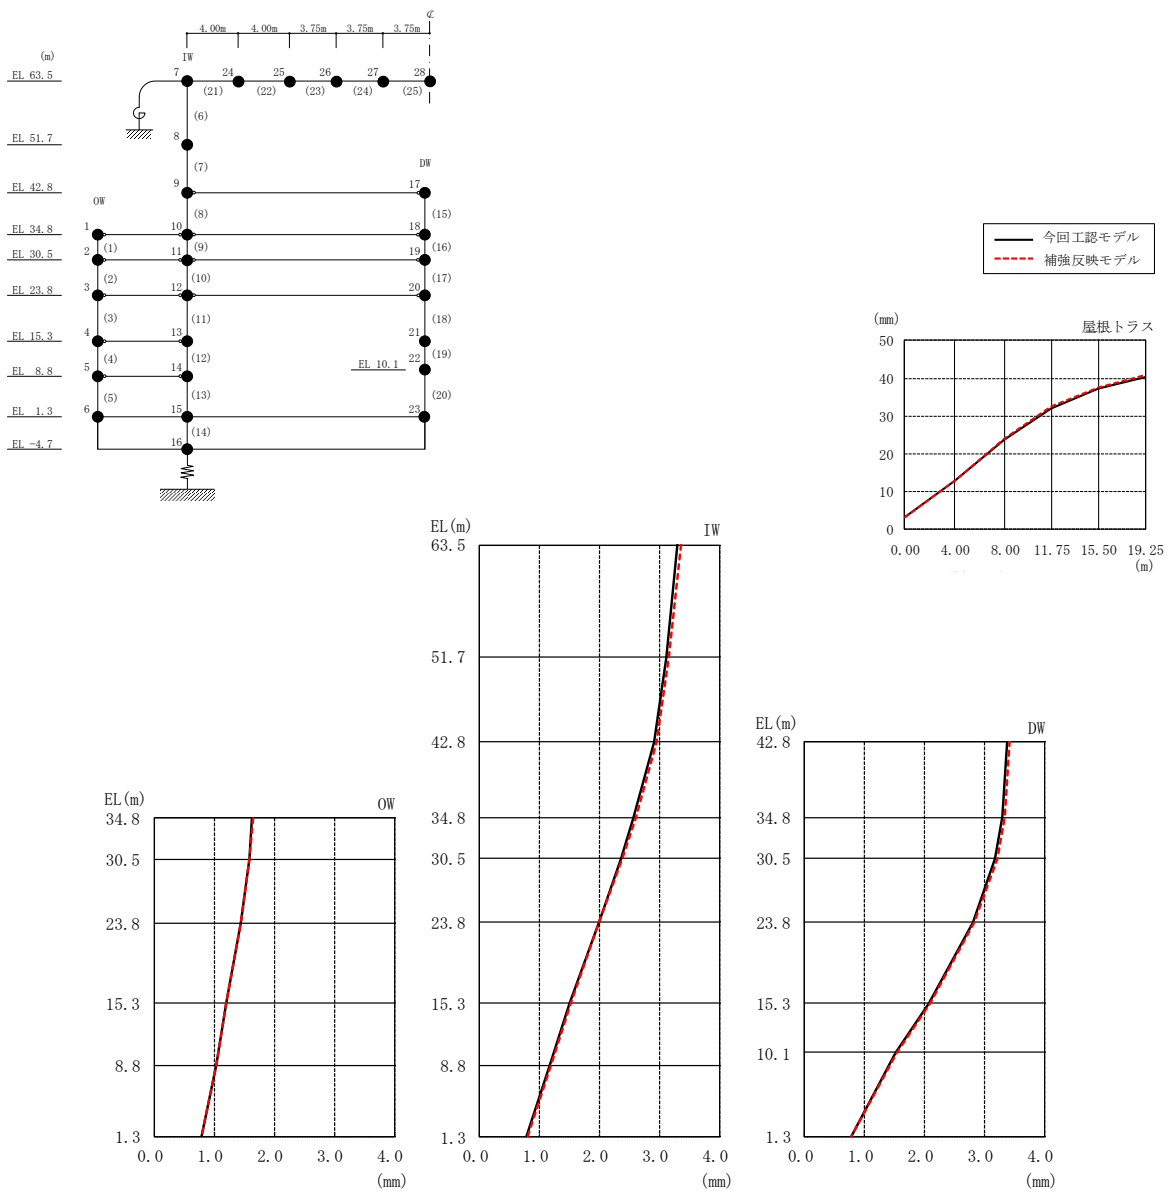 ℄
4.00m 4.00m 3.75m 3.75m 3.75m
(m) IW
EL 63.5 7 24 25 26 27 28
(21) (22) (23) (24) (25)
(6)
EL 51.7 8
(7) DW
EL 42.8 9 17
OW (8) (15)
EL 34.8 1 10 18
(1) (9) (16)
EL 30.5 2 11 19
(2) (10) (17)
EL 23.8 3 12 20
(3) (11) (18)
EL 15.3 4 13 21
(4) (12) (19)
EL 10.1 22
EL 8.8 5 14
(5) (13) (20)
EL 1.3 6 15 23
(14)
EL -4.7 16
今回工認モデル
補強反映モデル
(mm) 屋根トラス
50
40
30
20
10
0
0.00 4.00 8.00 11.75 15.50 19.25
(m)
EL(m) IW
63.5
51.7
42.8
34.8
30.5
23.8
15.3
8.8
1.3
0.0 1.0 2.0 3.0 4.0
(mm)
EL(m) DW
42.8
34.8
30.5
23.8
15.3
10.1
1.3
0.0 1.0 2.0 3.0 4.0
(mm)
EL(m) OW
34.8
30.5
23.8
15.3
8.8
1.3
0.0 1.0 2.0 3.0 4.0
(mm)